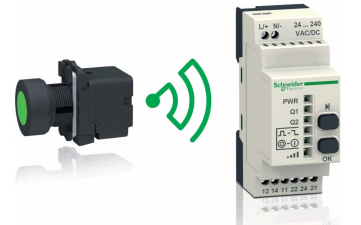 L/+ N/- 24 ... 240
VAC/DC
Schneider
Electric
PWR
Q1
Q2
OK
12 14 11 22 24 21